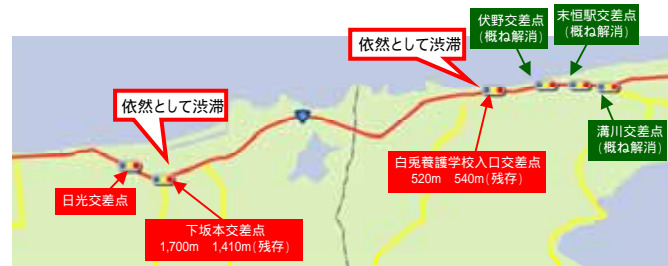 伏野交差点
(概ね解消)
末恒駅交差点
(概ね解消)
依然として渋滞
依然として渋滞
溝川交差点
(概ね解消)
白兎養護学校入口交差点
520m 540m(残存)
日光交差点
下坂本交差点
1,700m 1,410m(残存)